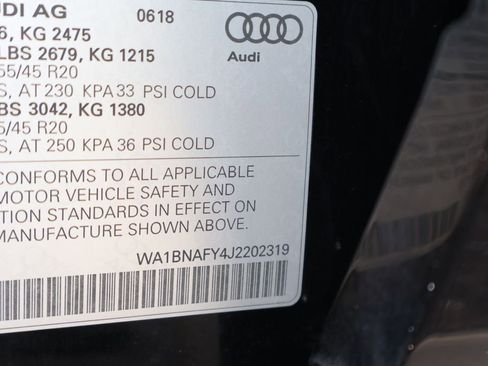 UDI AG 0618
6, KG 2475
LBS 2679, KG 1215
55/45 R20
S, AT 230 KPA 33 PSI COLD
BS 3042, KG 1380
5/45 R20
S, AT 250 KPA 36 PSI COLD
Audi
CONFORMS TO ALL APPLICABLE
MOTOR VEHICLE SAFETY AND
TION STANDARDS IN EFFECT ON
MANUFACTURE SHOWN ABOVE.
WA1BNAFY4J2202319